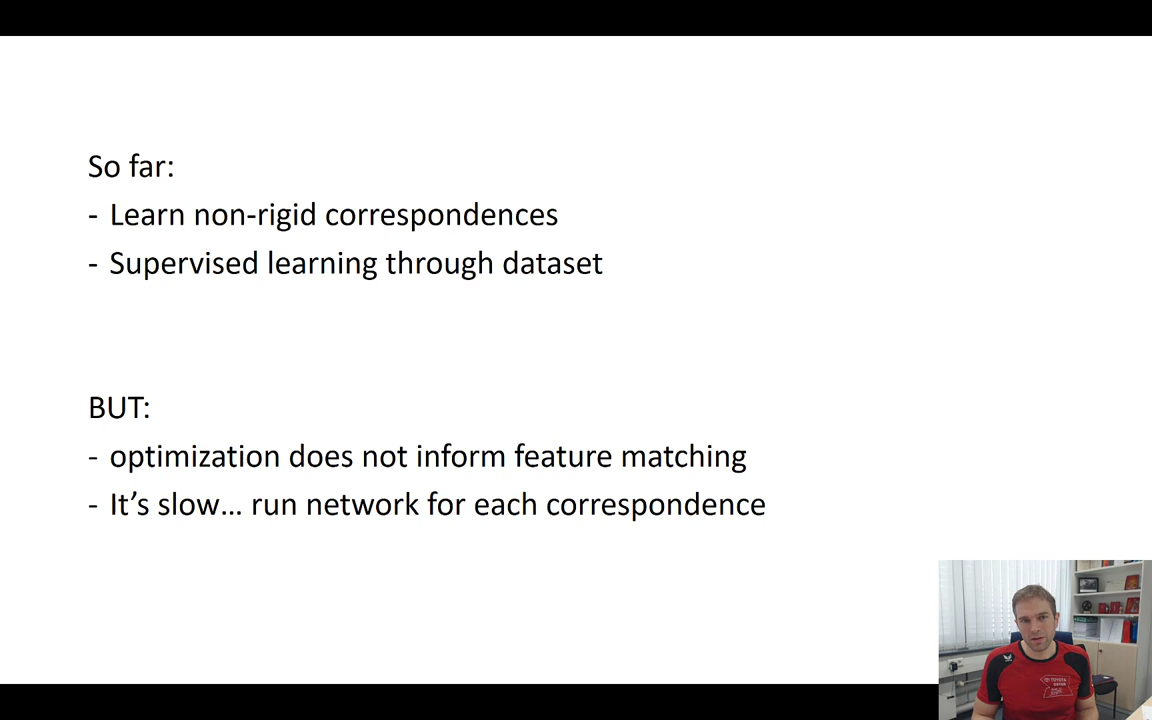 So far:
- Learn non-rigid correspondences
- Supervised learning through dataset
BUT:
- optimization does not inform feature matching
- It’s slow... run network for each correspondence
TOYOTA